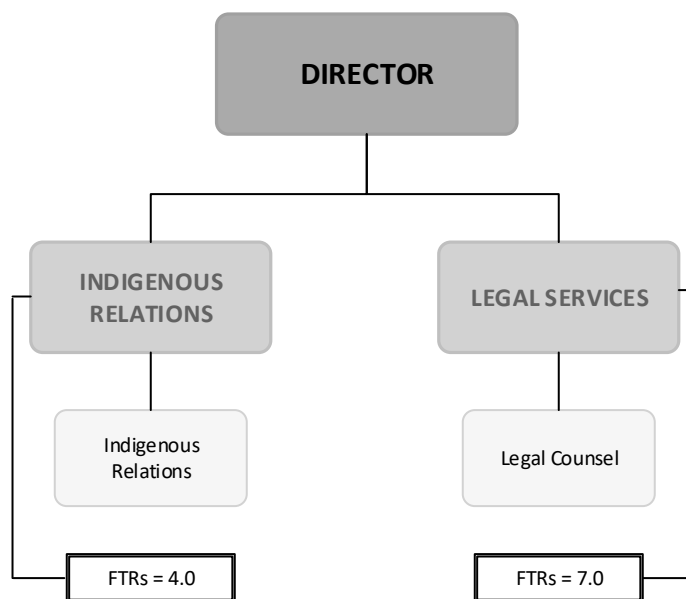 DIRECTOR
INDIGENOUS
RELATIONS
LEGAL SERVICES
Indigenous
Relations
Legal Counsel
FTRs = 4.0
FTRs = 7.0